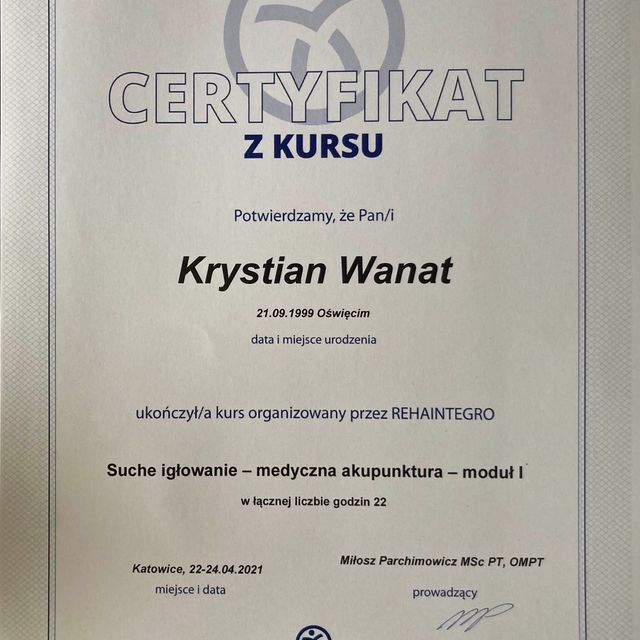 CERTYFIKAT
Z KURSU
Potwierdzamy, że Pan/i
Krystian Wanat
21.09.1999 Oświęcim
data i miejsce urodzenia
ukończył/a kurs organizowany przez REHAINTEGRO
Suche igłowanie – medyczna akupunktura – moduł I
w łącznej liczbie godzin 22
Katowice, 22-24.04.2021
miejsce i data
Miłosz Parchimowicz MSc PT, OMPT
prowadzący